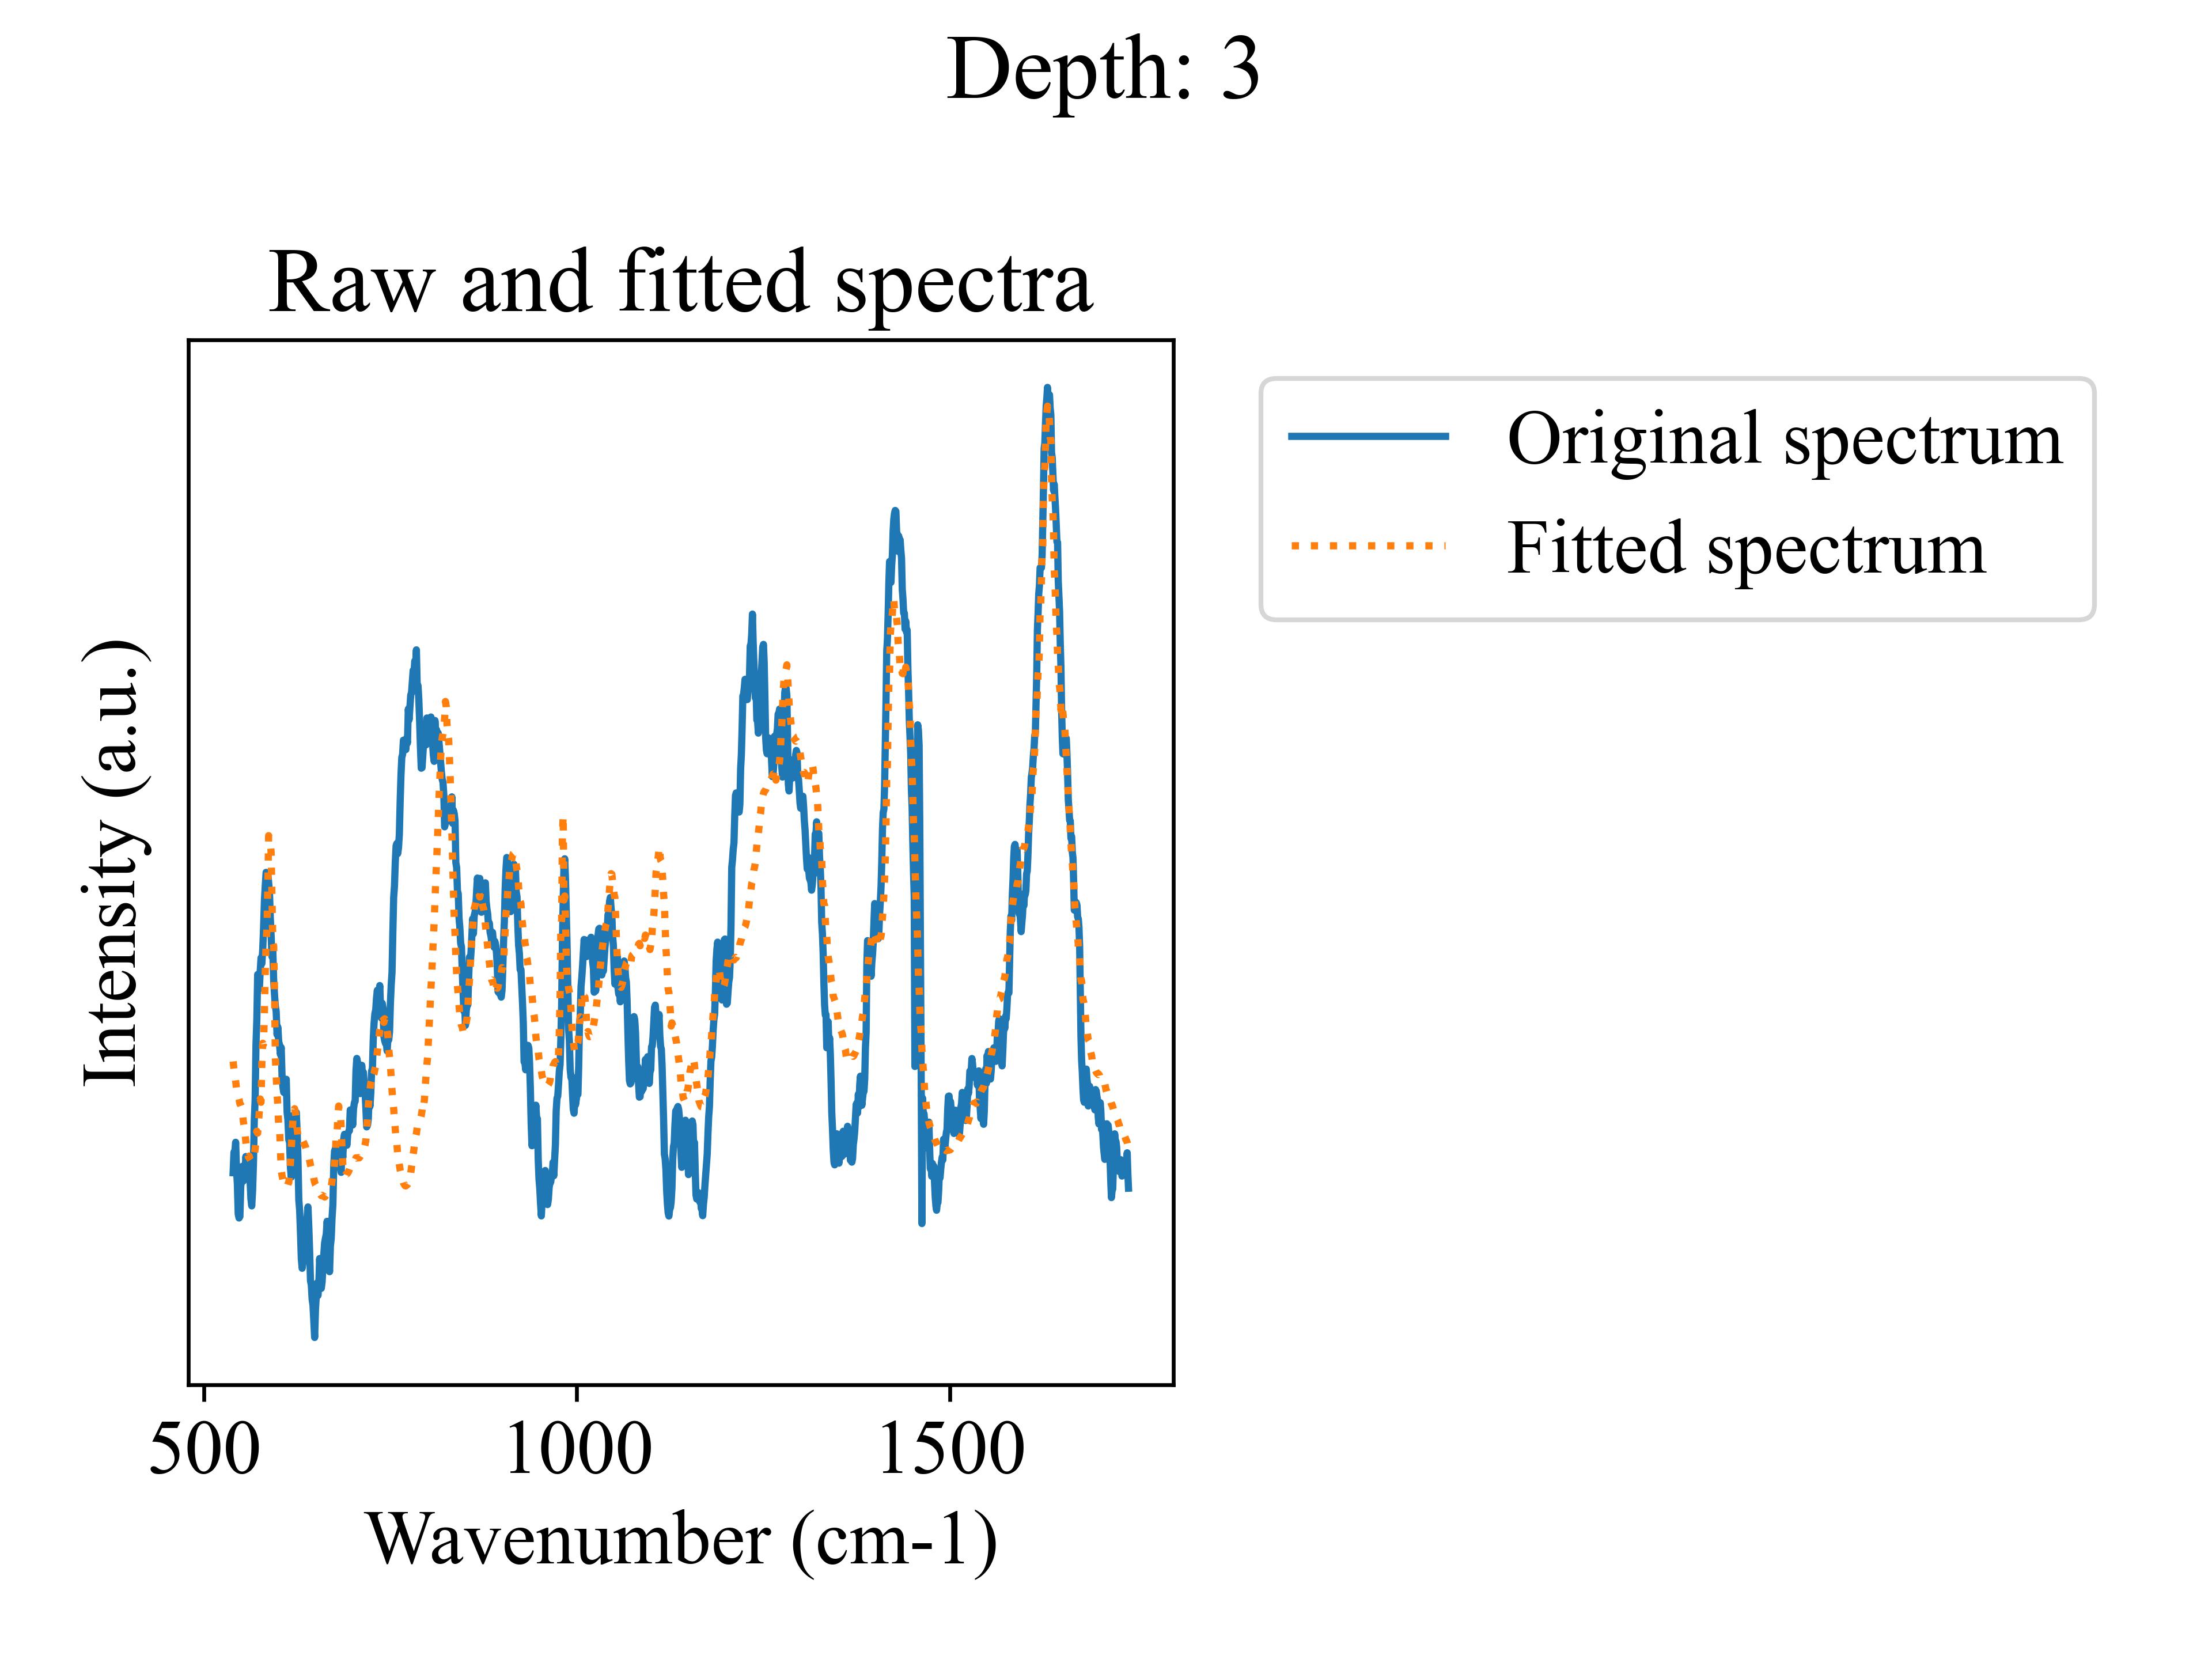 Depth: 3
Raw and fitted spectra
Original spectrum
Fitted spectrum
Intensity (a.u.)
500 1000 1500
Wavenumber (cm-1)